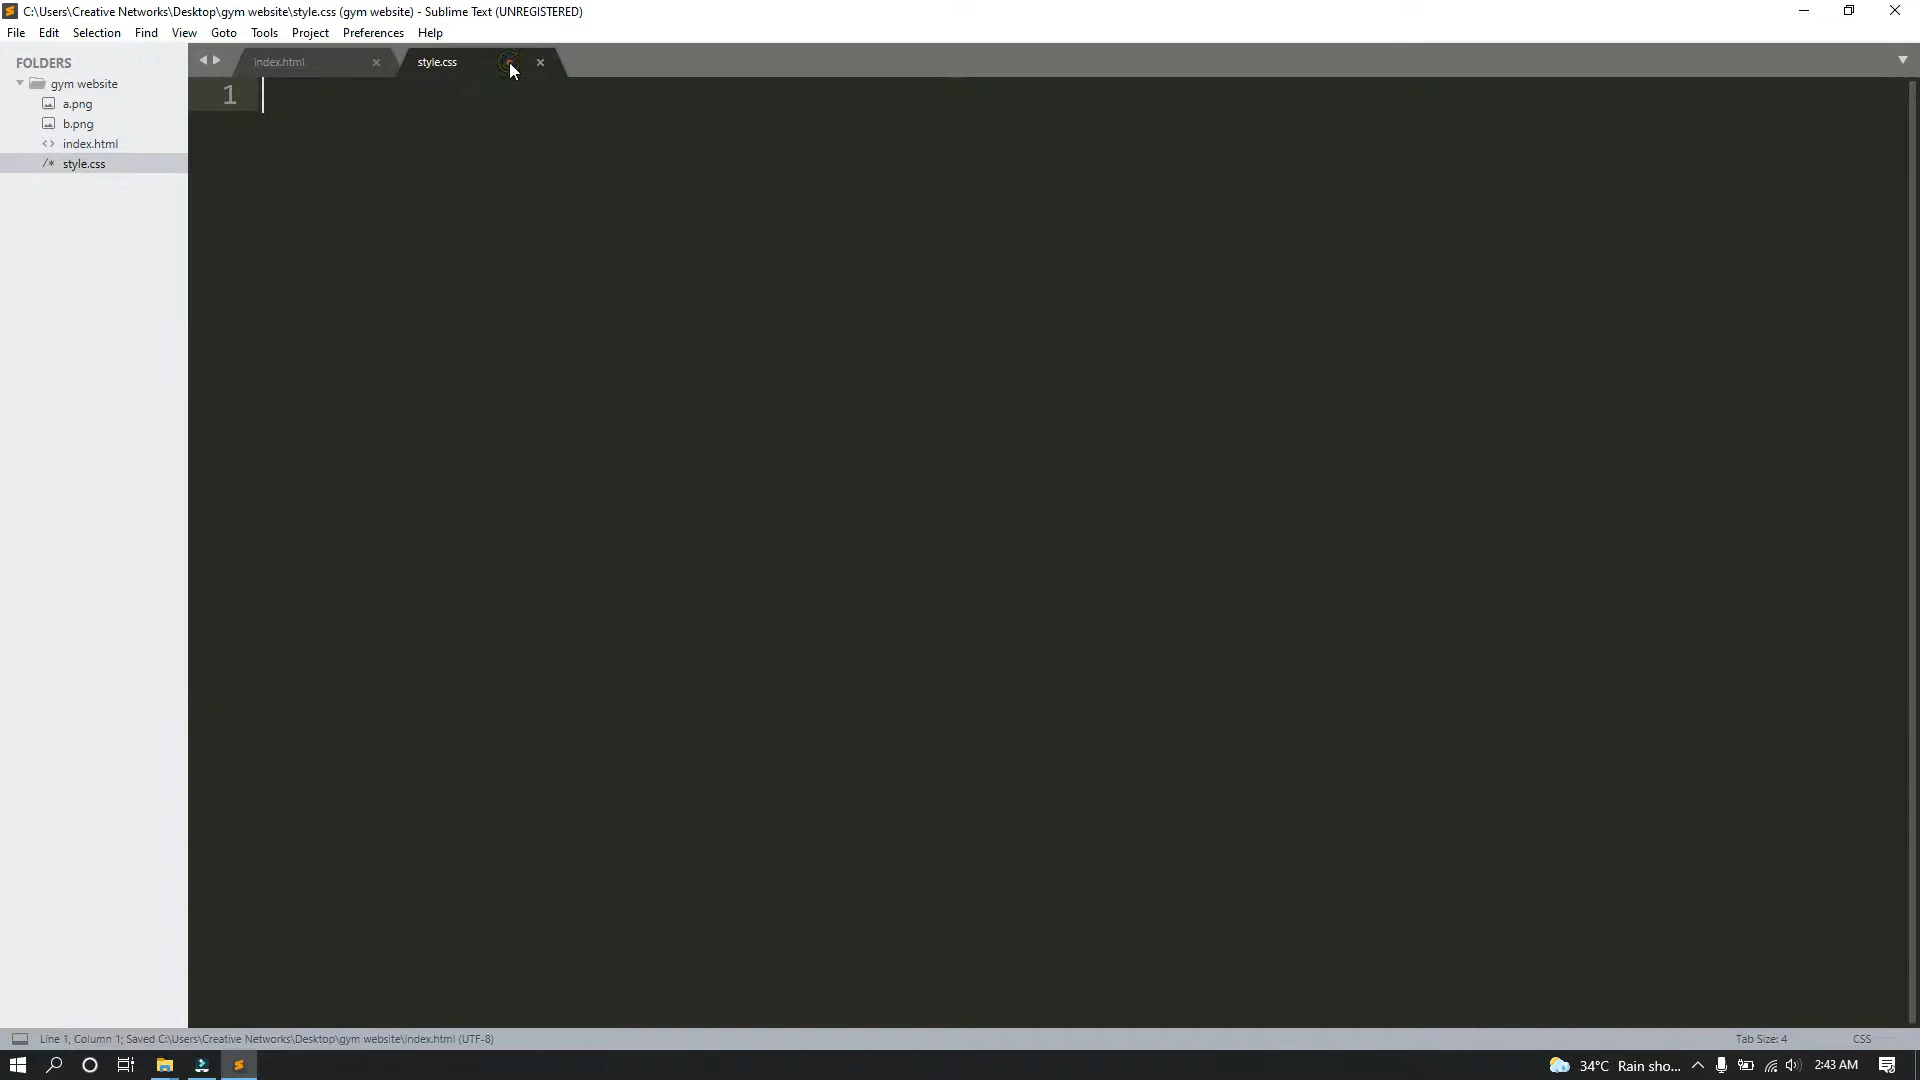 C:\Users\Creative Networks\Desktop\gym website\style.css (gym website) - Sublime Text (UNREGISTERED)
File Edit Selection Find View Goto Tools Project Preferences Help
FOLDERS
gym website
a.png
b.png
index.html
/* style.css
index.html
style.css
1
Line 1, Column 1; Saved C:\Users\Creative Networks\Desktop\gym website\index.html (UTF-8)
Tab Size: 4
CSS
34°C Rain sho...
2:43 AM